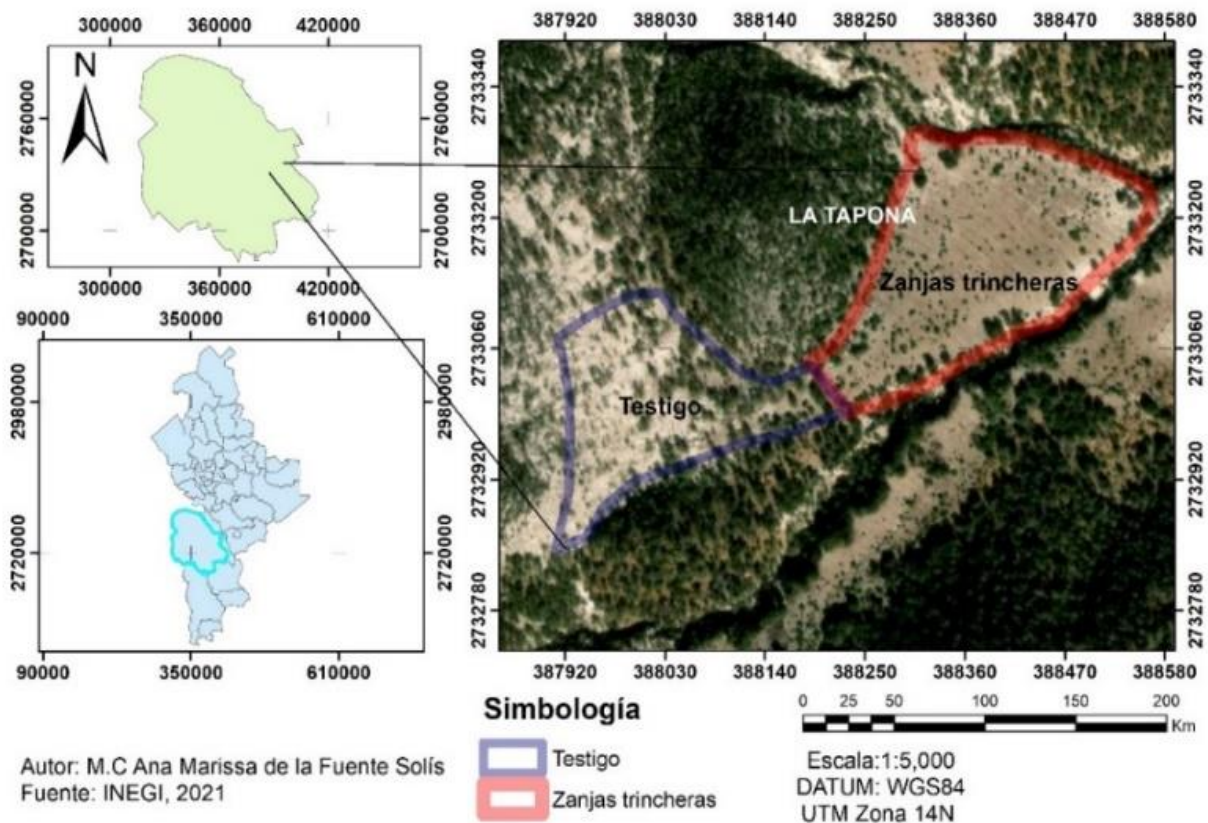 300000 360000 420000
N
2760000 2760000
2700000 2700000
300000 360000 420000
900000 350000 610000
2980000 2980000
2720000 2720000
900000 350000 610000
387920 388030 388140 388250 388360 388470 388580
2733340 2733340
2733200 2733200
2733060 2733060
2732920 2732920
2732780 2732780
LA TAPONA
Zanjas trincheras
Testigo
387920 388030 388140 388250 388360 388470 388580
Simbología
Testigo
Zanjas trincheras
0 25 50 100 150 200
Km
Escala:1:5,000
DATUM: WGS84
UTM Zona 14N
Autor: M.C Ana Marissa de la Fuente Solís
Fuente: INEGI, 2021